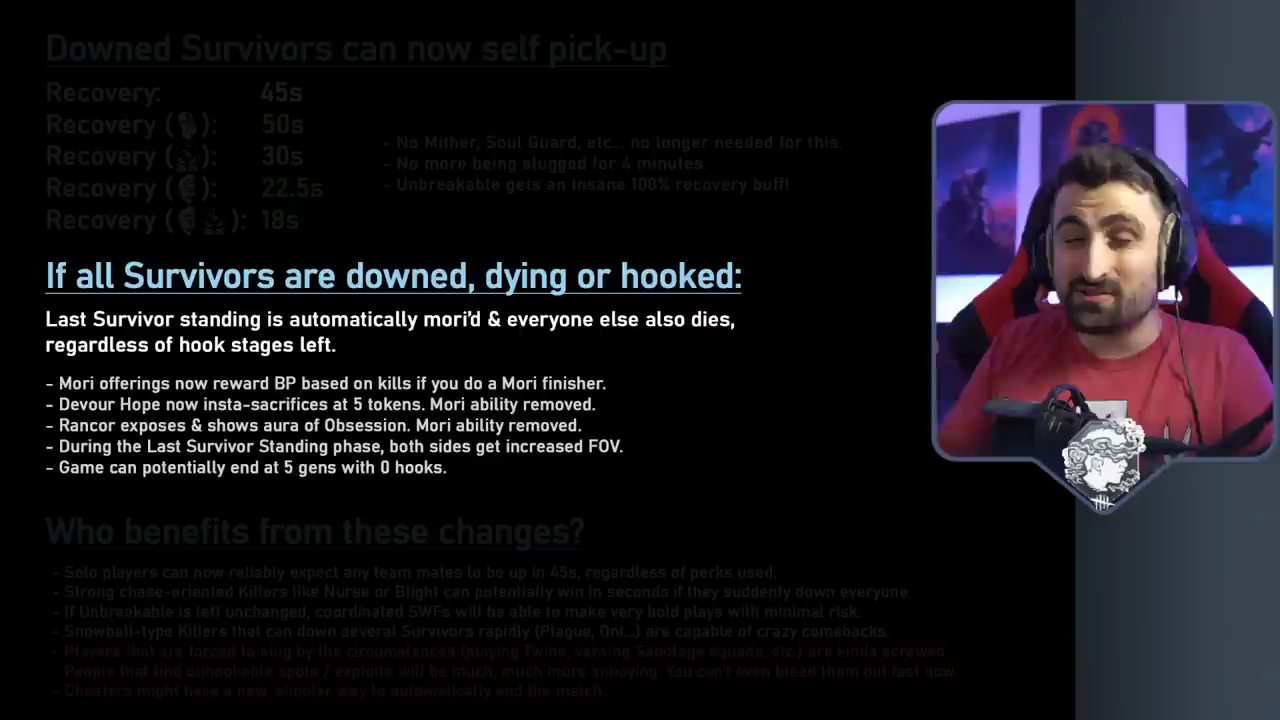 Downed Survivors can now self pick-up
Recovery: 45s
Recovery ( ): 50s
Recovery ( ): 30s
Recovery ( ): 22.5s
Recovery ( ): 18s
- No Mither, Soul Guard, etc... no longer needed for this.
- No more being slugged for 4 minutes.
- Unbreakable gets an insane 100% recovery buff!
If all Survivors are downed, dying or hooked:
Last Survivor standing is automatically mori'd & everyone else also dies,
regardless of hook stages left.
- Mori offerings now reward BP based on kills if you do a Mori finisher.
- Devour Hope now insta-sacrifices at 5 tokens. Mori ability removed.
- Rancor exposes & shows aura of Obsession. Mori ability removed.
- During the Last Survivor Standing phase, both sides get increased FOV.
- Game can potentially end at 5 gens with 0 hooks.
Who benefits from these changes?
- Solo players can now reliably expect any team mates to be up in 45s, regardless of perks used.
- Strong chase-oriented Killers like Nurse or Blight can potentially win in seconds if they suddenly down everyone.
- If Unbreakable is left unchanged, coordinated SWFs will be able to make very bold plays with minimal risk.
- Snowball-type Killers that can down several Survivors rapidly (Plague, Oni...) are capable of crazy comebacks.
- Players that are forced to slug by the circumstances (playing Twins, versing Sabotage squads, etc.) are kinda screwed.
- People that find unhookable spots / exploits will be much, much more annoying. You can't even bleed them out fast now.
- Cheaters might have a new, simpler way to automatically end the match.